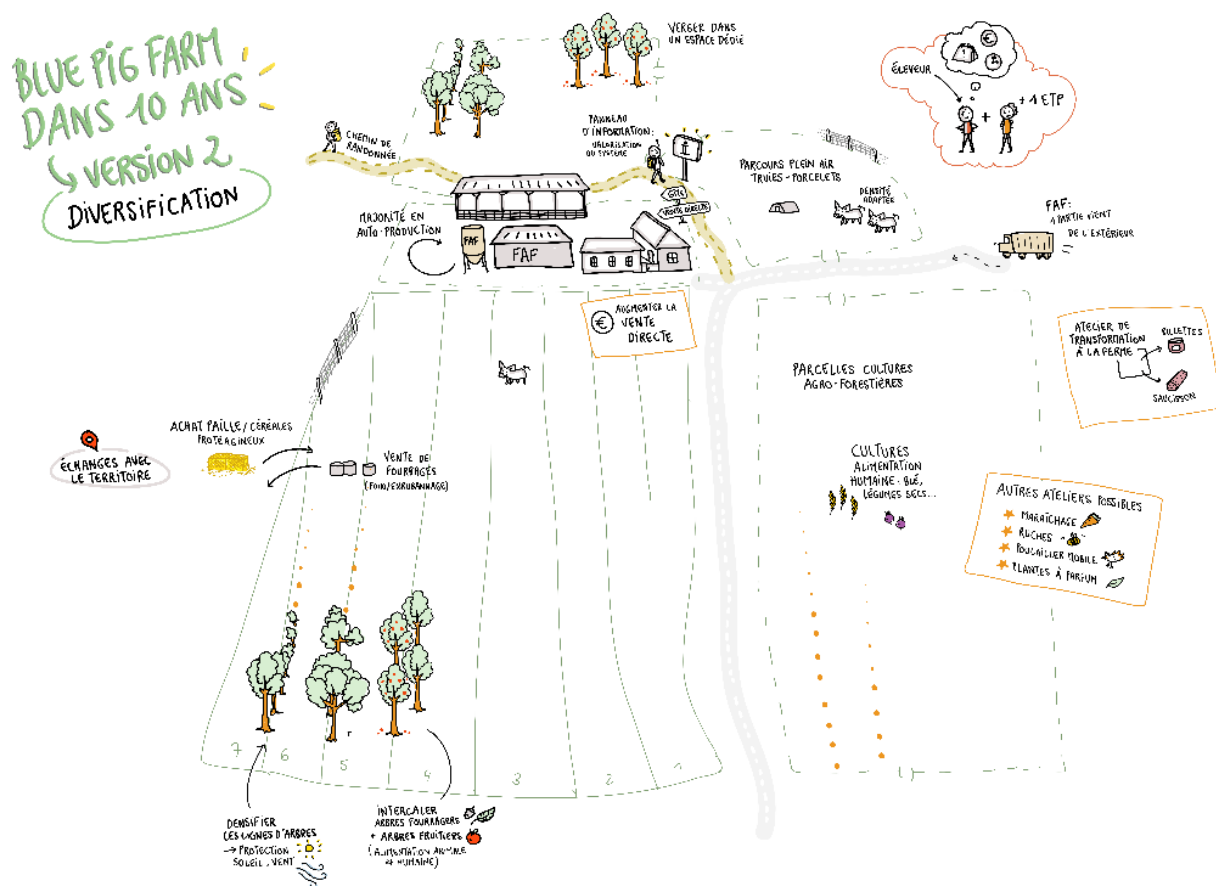 BLUE PIG FARM
DANS 10 ANS
VERSION 2
DIVERSIFICATION
VERGER DANS
UN ESPACE DÉDIÉ
ÉLEVEUR
€
+
+ 1 ETP
CHEMIN DE
RANDONNÉE
PANNEAU
D'INFORMATION:
VALORISATION
DU SYSTÈME
i
GÎTE
VENTE DIRECTE
PARCOURS PLEIN AIR
TRUIES-PORCELETS
DENSITÉ
ADAPTÉE
MAJORITÉ EN
AUTO-PRODUCTION
FAF
FAF
FAF:
1 PARTIE VIENT
DE L'EXTÉRIEUR
€
AUGMENTER LA
VENTE
DIRECTE
ATELIER DE
TRANSFORMATION
À LA FERME
RILLETTES
SAUCISSON
PARCELLES CULTURES
AGRO-FORESTIÈRES
ÉCHANGES AVEC
LE TERRITOIRE
ACHAT PAILLE/CÉRÉALES
PROTÉAGINEUX
VENTE DE
FOURRAGES
(FOIN/ENRUBANNAGE)
CULTURES
ALIMENTATION
HUMAINE: BLÉ,
LÉGUMES SECS...
AUTRES ATELIERS POSSIBLES
MARAÎCHAGE
RUCHES
POULAILLER MOBILE
PLANTES À PARFUM
7 6 5 4 3 2 1
DENSIFIER
LES LIGNES D'ARBRES
→ PROTECTION
SOLEIL, VENT
INTERCALER
ARBRES FOURRAGERS
+ ARBRES FRUITIERS
(ALIMENTATION ANIMALE
ET HUMAINE)